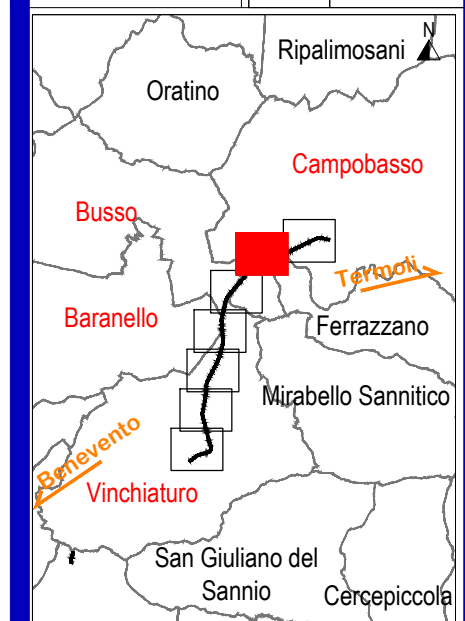 N
Ripalimosani
Oratino
Campobasso
Busso
Termoli
Baranello
Ferrazzano
Mirabello Sannitico
Benevento
Vinchiaturo
San Giuliano del
Sannio
Cercepiccola